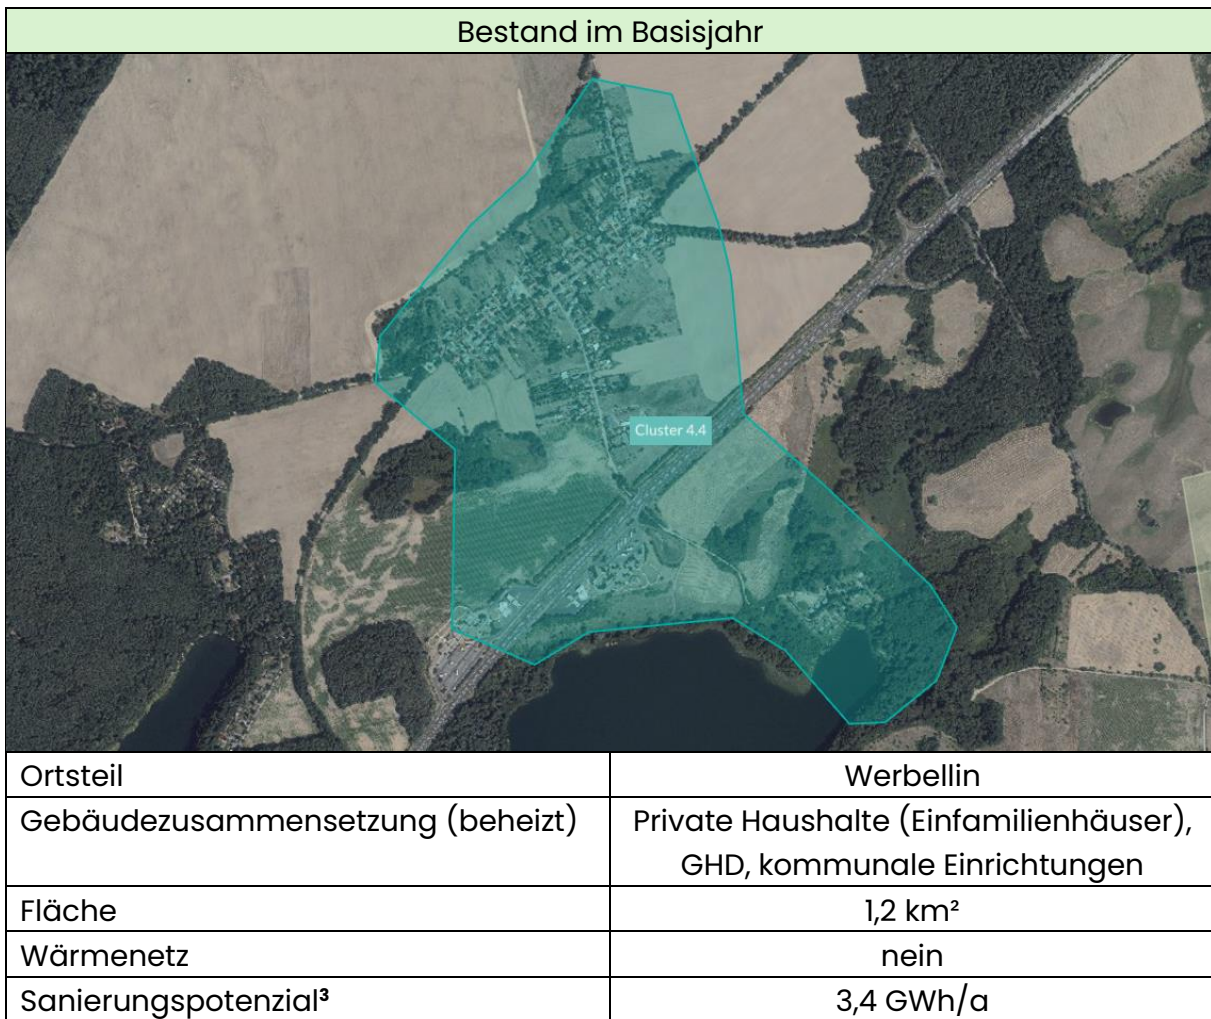 Bestand im Basisjahr
Cluster 4.4
Ortsteil
Werbellin
Gebäudezusammensetzung (beheizt)
Private Haushalte (Einfamilienhäuser),
GHD, kommunale Einrichtungen
Fläche
1,2 km²
Wärmenetz
nein
Sanierungspotenzial³
3,4 GWh/a